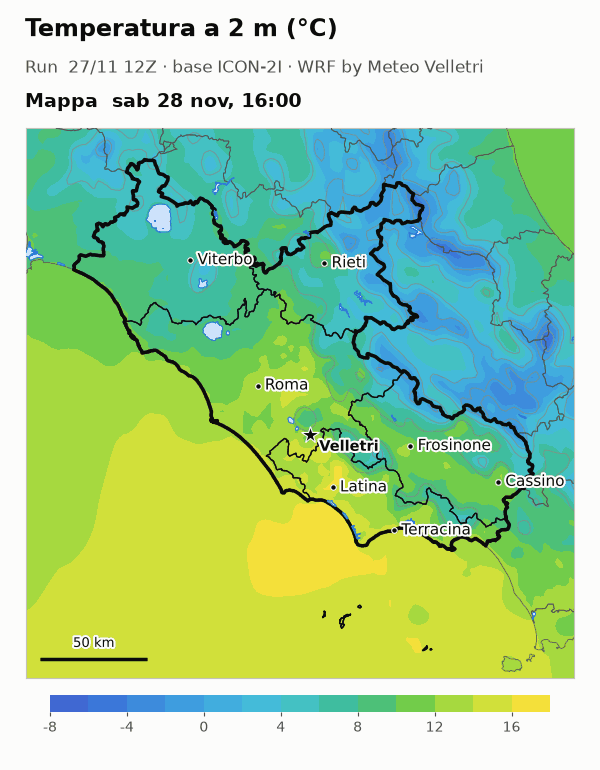 Temperatura a 2 m (°C)
Run  27/11 12Z · base ICON-2I · WRF by Meteo Velletri
Mappa  sab 28 nov, 16:00
Viterbo
Rieti
Roma
Velletri
Frosinone
Latina
Cassino
Terracina
50 km
-8 -4 0 4 8 12 16